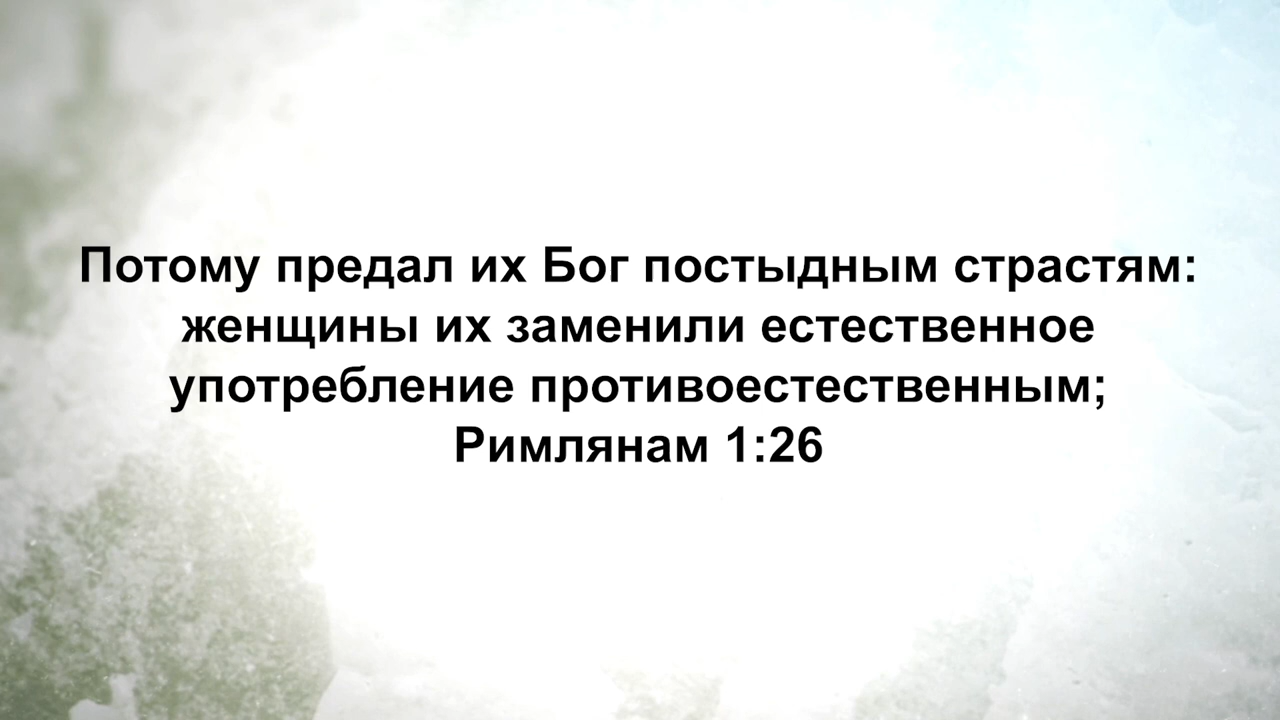 Потому предал их Бог постыдным страстям:
женщины их заменили естественное
употребление противоестественным;
Римлянам 1:26